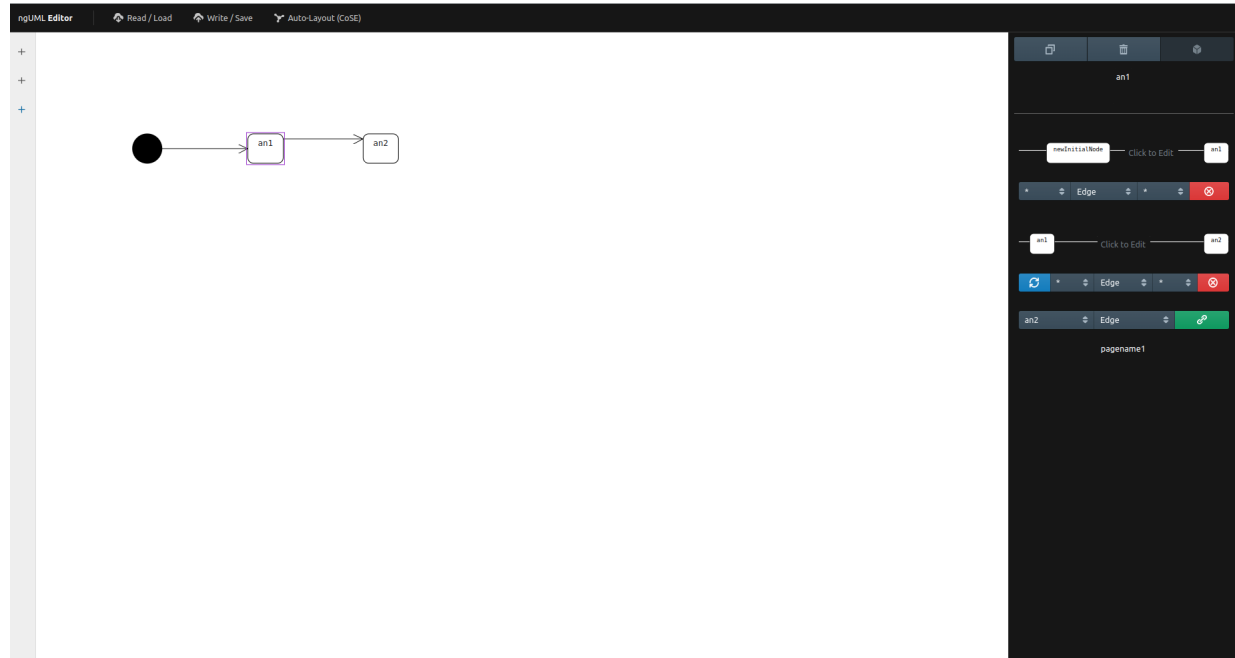 ngUML Editor Read / Load Write / Save Auto-Layout (CoSE)
an1 an2
an1
newInitialNode Click to Edit an1
* Edge *
an1 Click to Edit an2
* Edge *
an2 Edge
pagename1